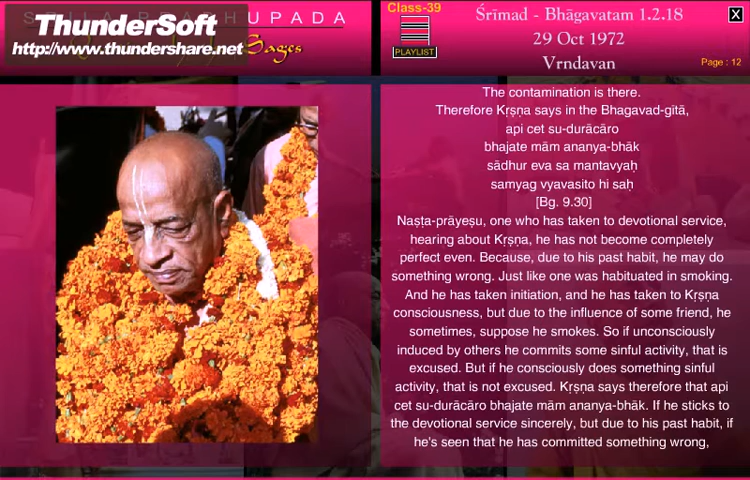 SRILA PRABHUPADA
ThunderSoft
http://www.thundershare.net
Sages
Class-39
PLAYLIST
Śrīmad - Bhāgavatam 1.2.18
29 Oct 1972
Vrndavan
X
Page : 12
The contamination is there.
Therefore Kṛṣṇa says in the Bhagavad-gītā,
api cet su-durācāro
bhajate mām ananya-bhāk
sādhur eva sa mantavyaḥ
samyag vyavasito hi saḥ
[Bg. 9.30]
Naṣṭa-prāyeṣu, one who has taken to devotional service,
hearing about Kṛṣṇa, he has not become completely
perfect even. Because, due to his past habit, he may do
something wrong. Just like one was habituated in smoking.
And he has taken initiation, and he has taken to Kṛṣṇa
consciousness, but due to the influence of some friend, he
sometimes, suppose he smokes. So if unconsciously
induced by others he commits some sinful activity, that is
excused. But if he consciously does something sinful
activity, that is not excused. Kṛṣṇa says therefore that api
cet su-durācāro bhajate mām ananya-bhāk. If he sticks to
the devotional service sincerely, but due to his past habit, if
he's seen that he has committed something wrong,